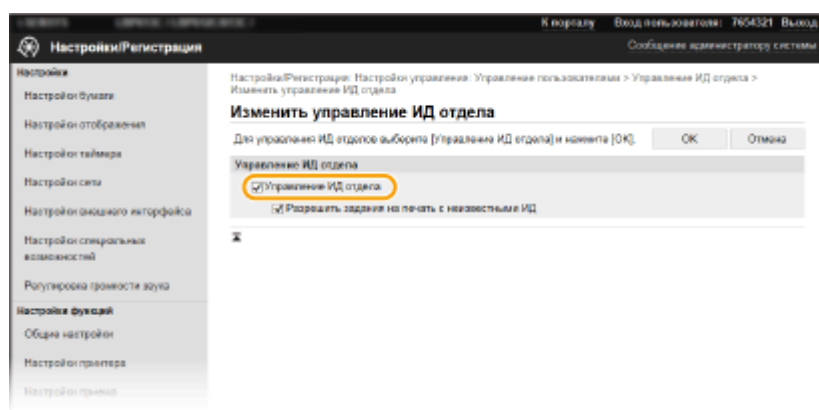 К порталу Вход пользователя: 7654321 Выход
Настройки/Регистрация
Сообщение администратору системы
Настройки
Настройки бумаги
Настройки отображения
Настройки таймера
Настройки сети
Настройки внешнего интерфейса
Настройки специальных
возможностей
Регулировка громкости звука
Настройки функций
Общие настройки
Настройки принтера
Настройки приема
Настройки/Регистрация: Настройки управления: Управление пользователями > Управление ИД отдела >
Изменить управление ИД отдела
Изменить управление ИД отдела
Для управления ИД отделов выберите [Управление ИД отдела] и нажмите [OK].
OK
Отмена
Управление ИД отдела
Управление ИД отдела
Разрешить задания на печать с неизвестными ИД